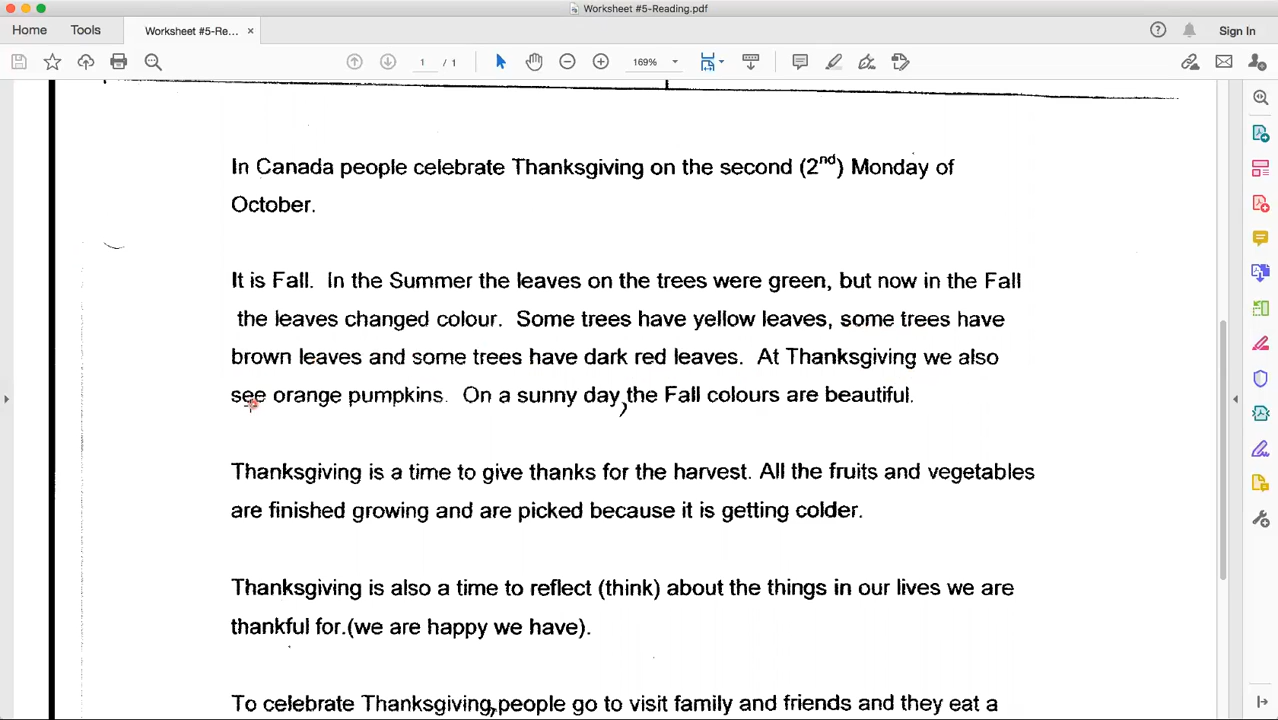 Worksheet #5-Reading.pdf
Home Tools Worksheet #5-Re... × Sign In
1 / 1 169%
In Canada people celebrate Thanksgiving on the second (2nd) Monday of
October.
It is Fall. In the Summer the leaves on the trees were green, but now in the Fall
the leaves changed colour. Some trees have yellow leaves, some trees have
brown leaves and some trees have dark red leaves. At Thanksgiving we also
see orange pumpkins. On a sunny day, the Fall colours are beautiful.
Thanksgiving is a time to give thanks for the harvest. All the fruits and vegetables
are finished growing and are picked because it is getting colder.
Thanksgiving is also a time to reflect (think) about the things in our lives we are
thankful for.(we are happy we have).
To celebrate Thanksgiving, people go to visit family and friends and they eat a